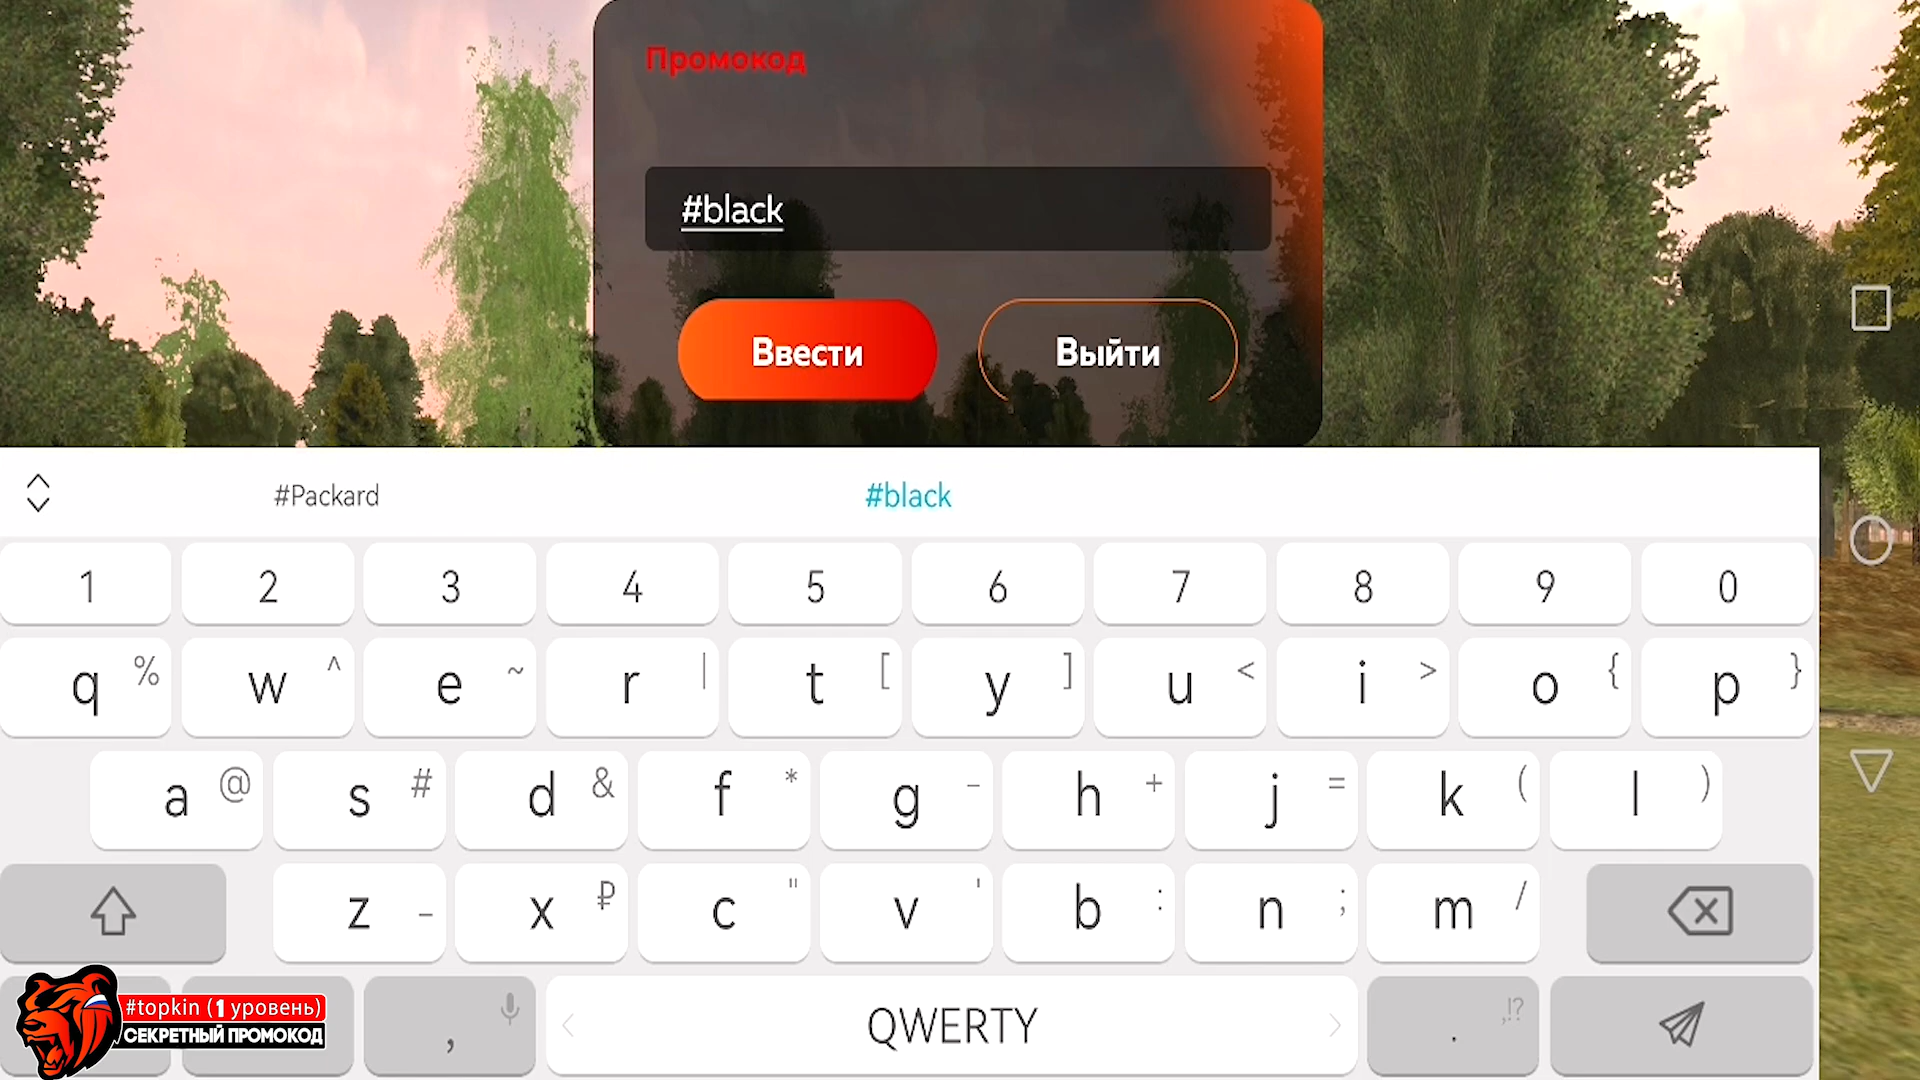 Промокод
#black
Ввести Выйти
#Packard #black
1 2 3 4 5 6 7 8 9 0
q % w ^ e ~ r | t [ y ] u < i > o { p }
a @ s # d & f * g - h + j = k ( l )
z _ x ₽ c " v ' b : n ; m /
, QWERTY . ,!?
#topkin (1 уровень)
СЕКРЕТНЫЙ ПРОМОКОД